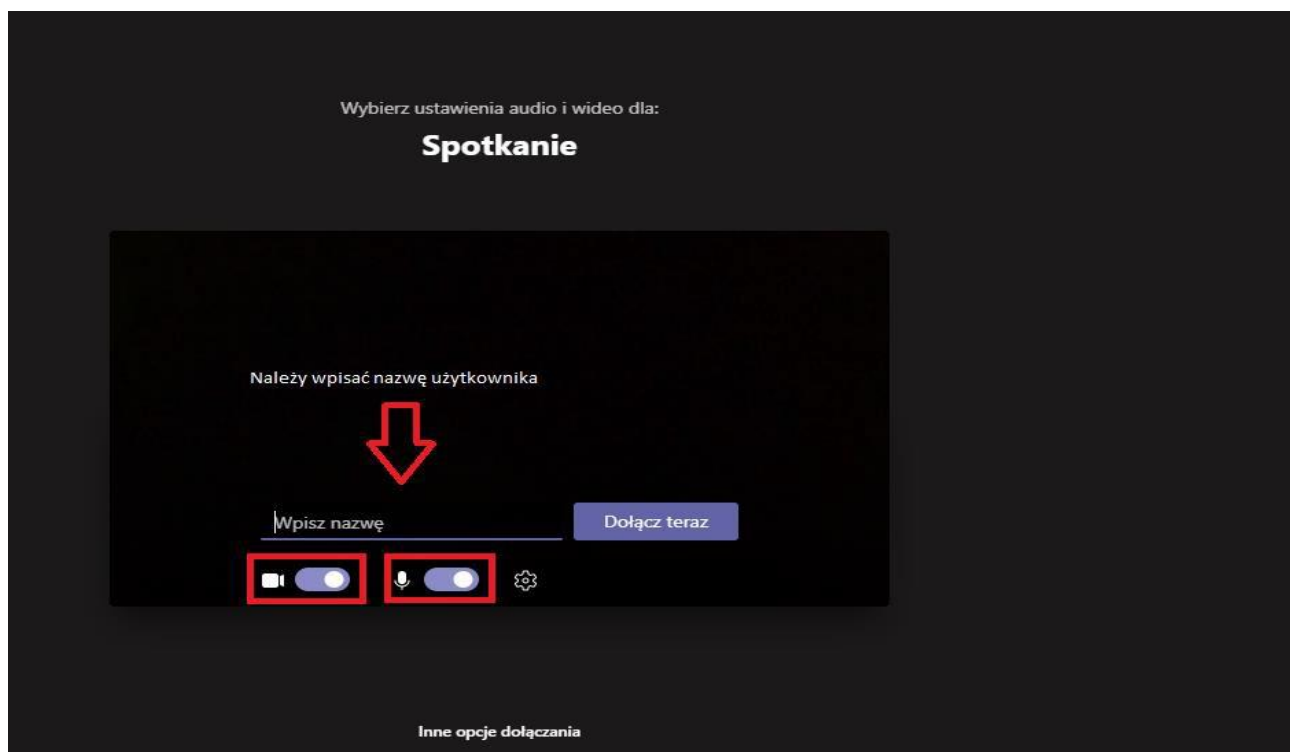 Wybierz ustawienia audio i wideo dla:
Spotkanie
Należy wpisać nazwę użytkownika
Wpisz nazwę
Dołącz teraz
Inne opcje dołączania